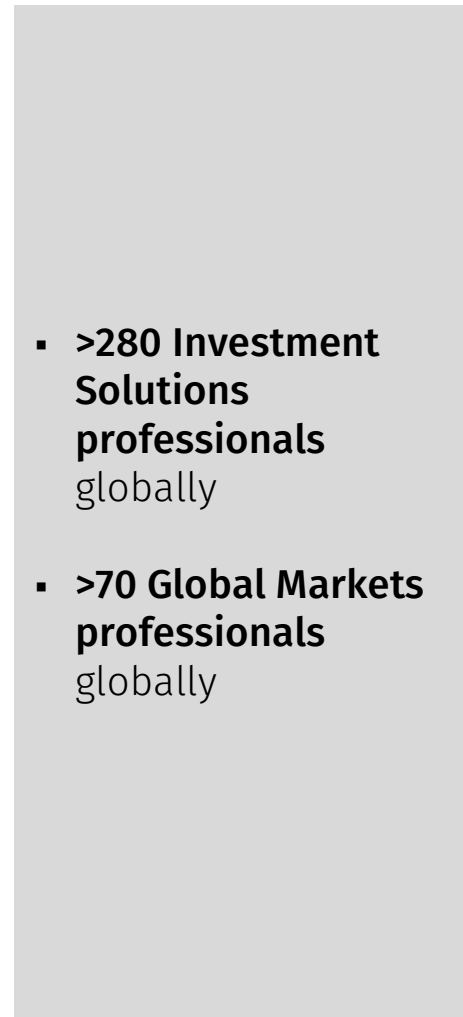 ▪ >280 Investment
Solutions
professionals
globally
▪ >70 Global Markets
professionals
globally